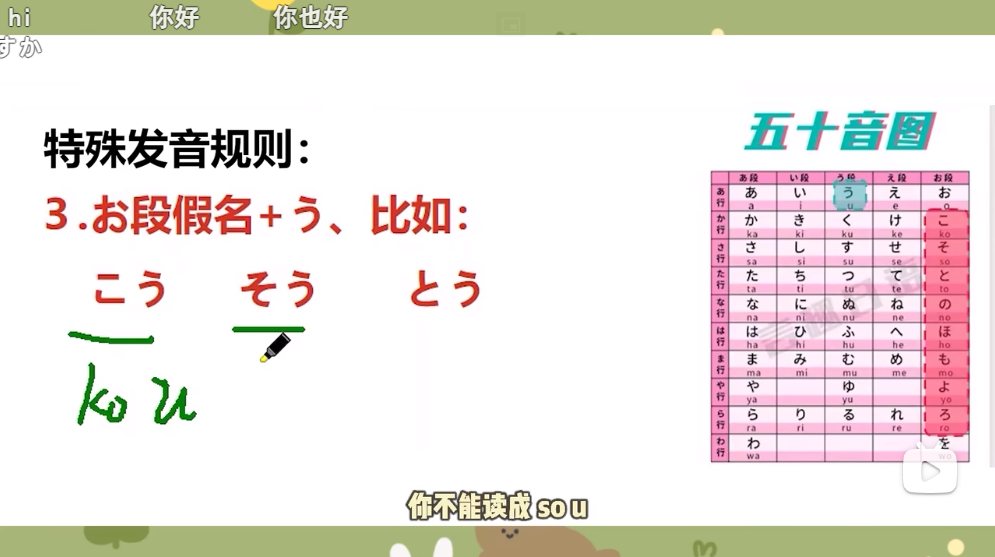 hi 你好 你也好
すか
特殊发音规则：
3.お段假名+う、比如：
こう そう とう
ko u
五十音图
あ段 い段 う段 え段 お段
あ行 あ い う え お
a i u e o
か行 か き く け こ
ka ki ku ke ko
さ行 さ し す せ そ
sa si su se so
た行 た ち つ て と
ta ti tu te to
な行 な に ぬ ね の
na ni nu ne no
は行 は ひ ふ へ ほ
ha hi hu he ho
ま行 ま み む め も
ma mi mu me mo
や行 や ゆ よ
ya yu yo
ら行 ら り る れ ろ
ra ri ru re ro
わ行 わ を
wa wo
你不能读成 so u